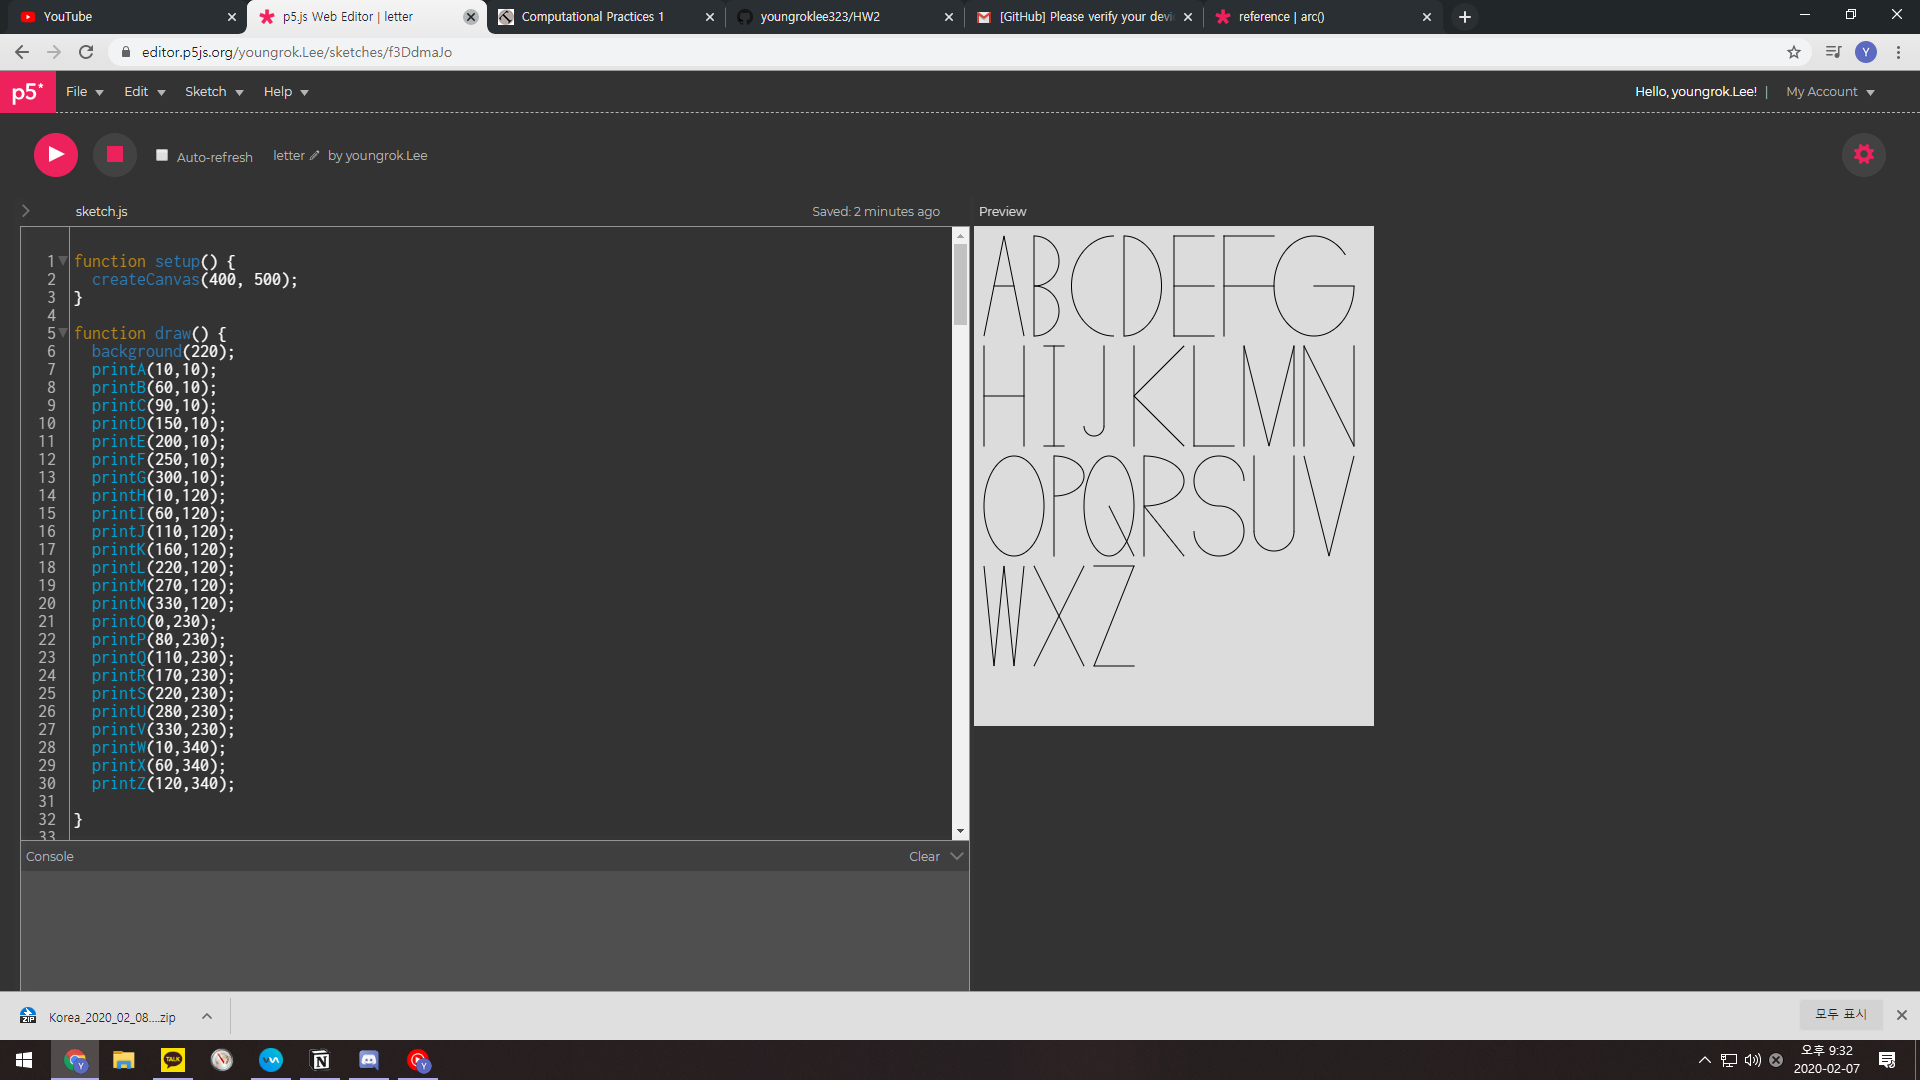 YouTube
p5.js Web Editor | letter
Computational Practices 1
youngroklee323/HW2
[GitHub] Please verify your devi
reference | arc()
editor.p5js.org/youngrok.Lee/sketches/f3DdmaJo
Y
p5*
File
Edit
Sketch
Help
Hello, youngrok.Lee!
|
My Account
Auto-refresh
letter
by youngrok.Lee
sketch.js
Saved: 2 minutes ago
Preview
1 function setup() {
2 createCanvas(400, 500);
3 }
4
5 function draw() {
6 background(220);
7 printA(10,10);
8 printB(60,10);
9 printC(90,10);
10 printD(150,10);
11 printE(200,10);
12 printF(250,10);
13 printG(300,10);
14 printH(10,120);
15 printI(60,120);
16 printJ(110,120);
17 printK(160,120);
18 printL(220,120);
19 printM(270,120);
20 printN(330,120);
21 printO(0,230);
22 printP(80,230);
23 printQ(110,230);
24 printR(170,230);
25 printS(220,230);
26 printU(280,230);
27 printV(330,230);
28 printW(10,340);
29 printX(60,340);
30 printZ(120,340);
31
32 }
33
ABCDEFG
HIJKLMN
OPQRSUV
WXZ
Console
Clear
ZIP
Korea_2020_02_08....zip
모두 표시
TALK
오후 9:32
2020-02-07